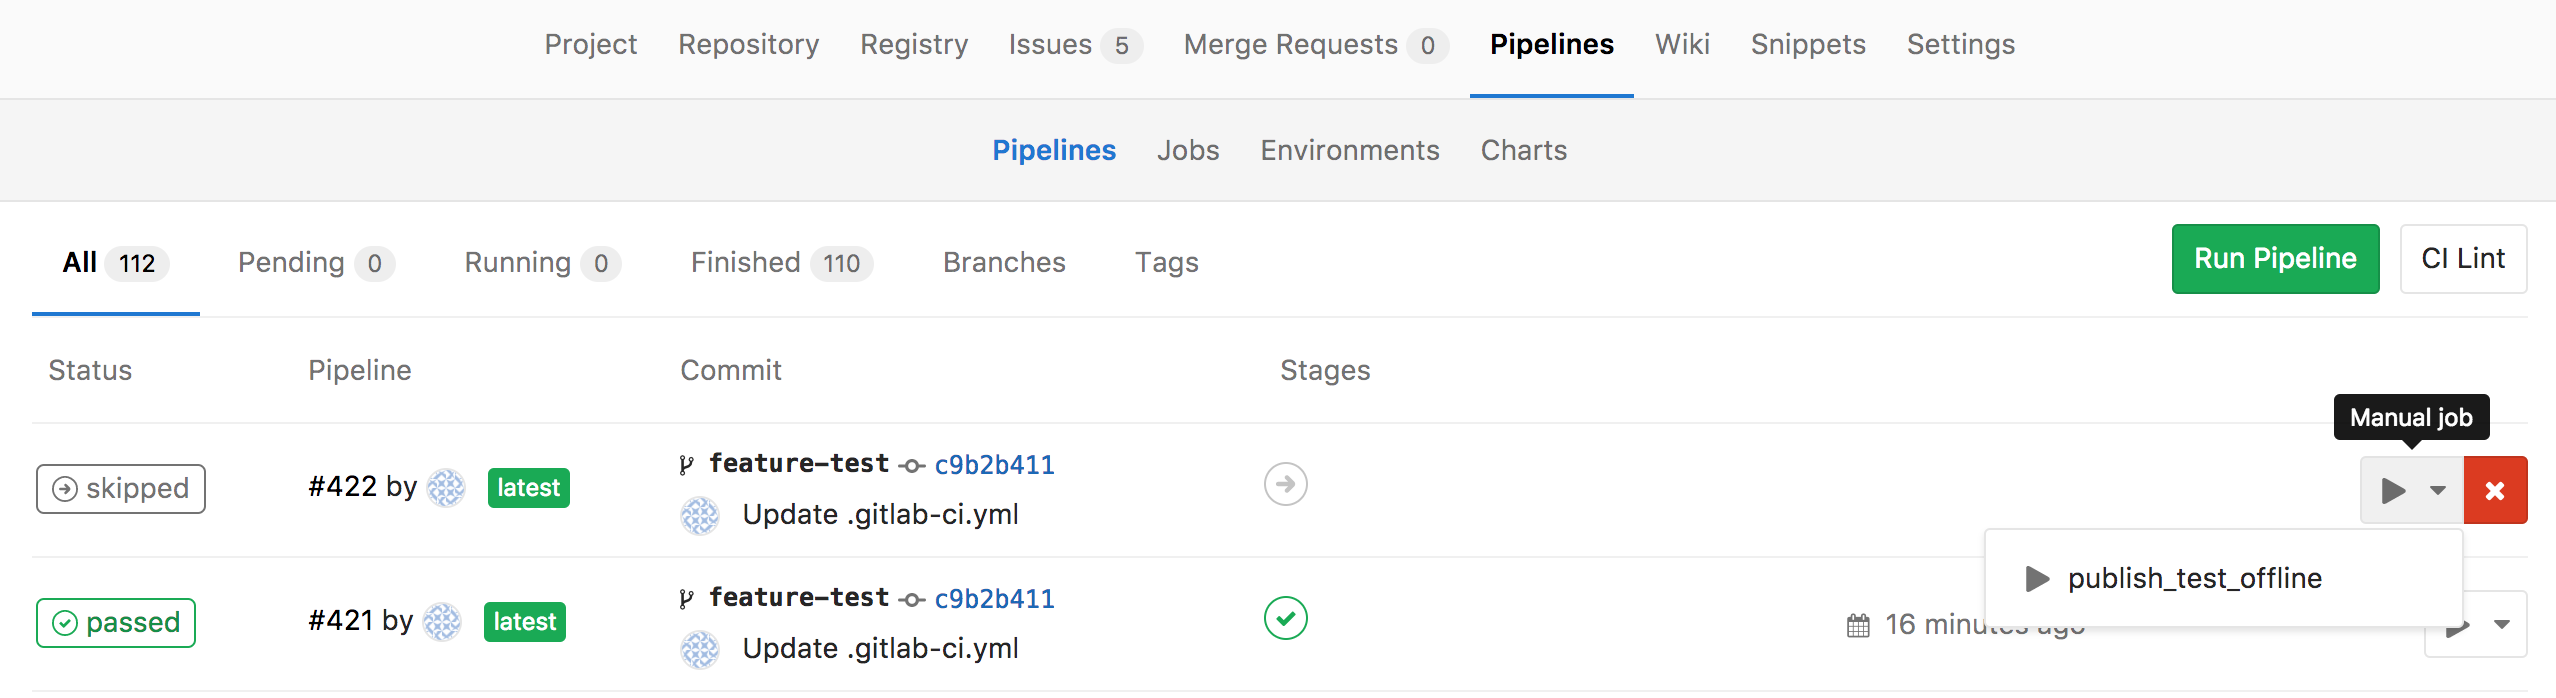 Project Repository Registry Issues 5 Merge Requests 0 Pipelines Wiki Snippets Settings
Pipelines Jobs Environments Charts
All 112 Pending 0 Running 0 Finished 110 Branches Tags Run Pipeline CI Lint
Status Pipeline Commit Stages
Manual job
skipped #422 by latest feature-test c9b2b411
Update .gitlab-ci.yml
publish_test_offline
passed #421 by latest feature-test c9b2b411 16 minutes ago
Update .gitlab-ci.yml